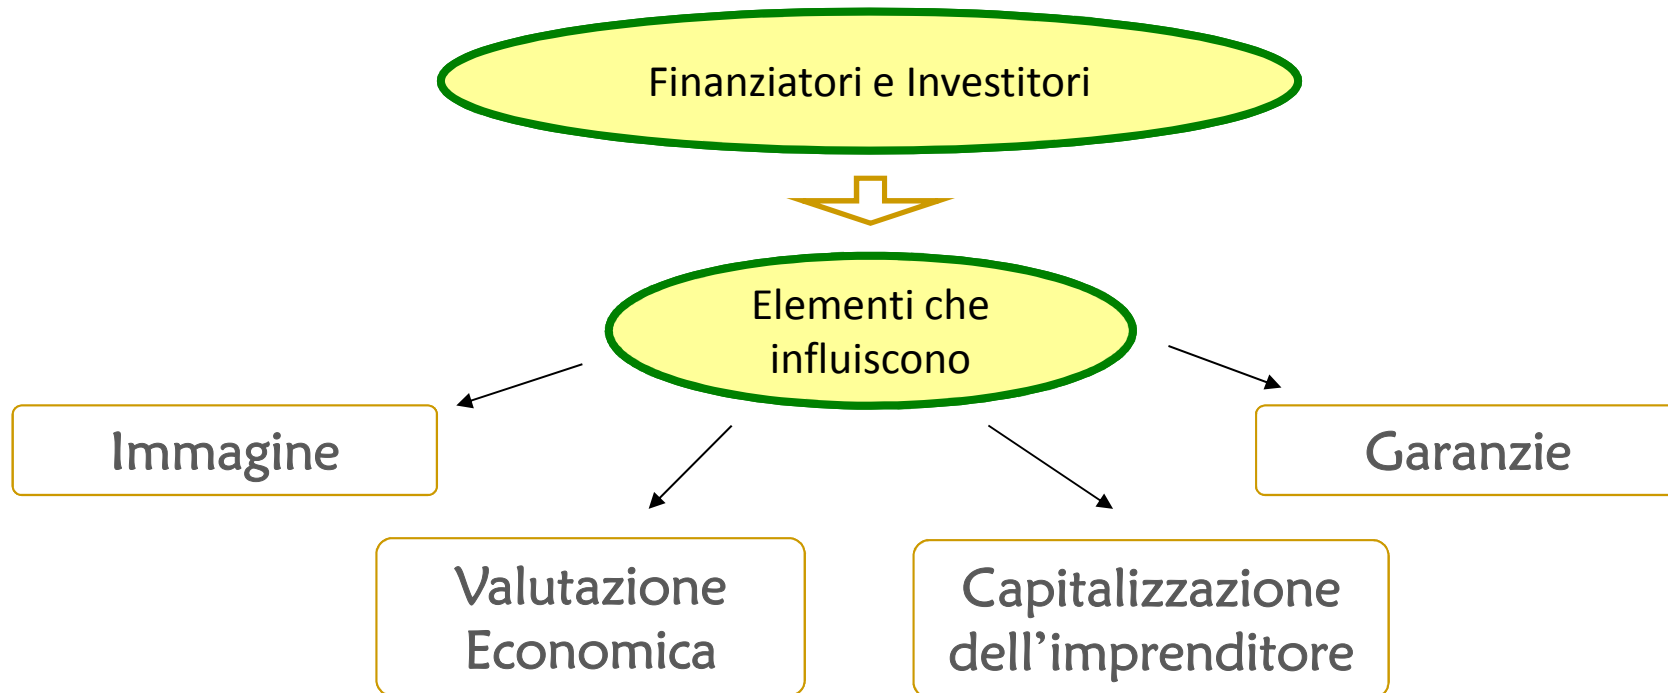 Finanziatori e Investitori
Elementi che
influiscono
Immagine
Garanzie
Valutazione
Economica
Capitalizzazione
dell’imprenditore